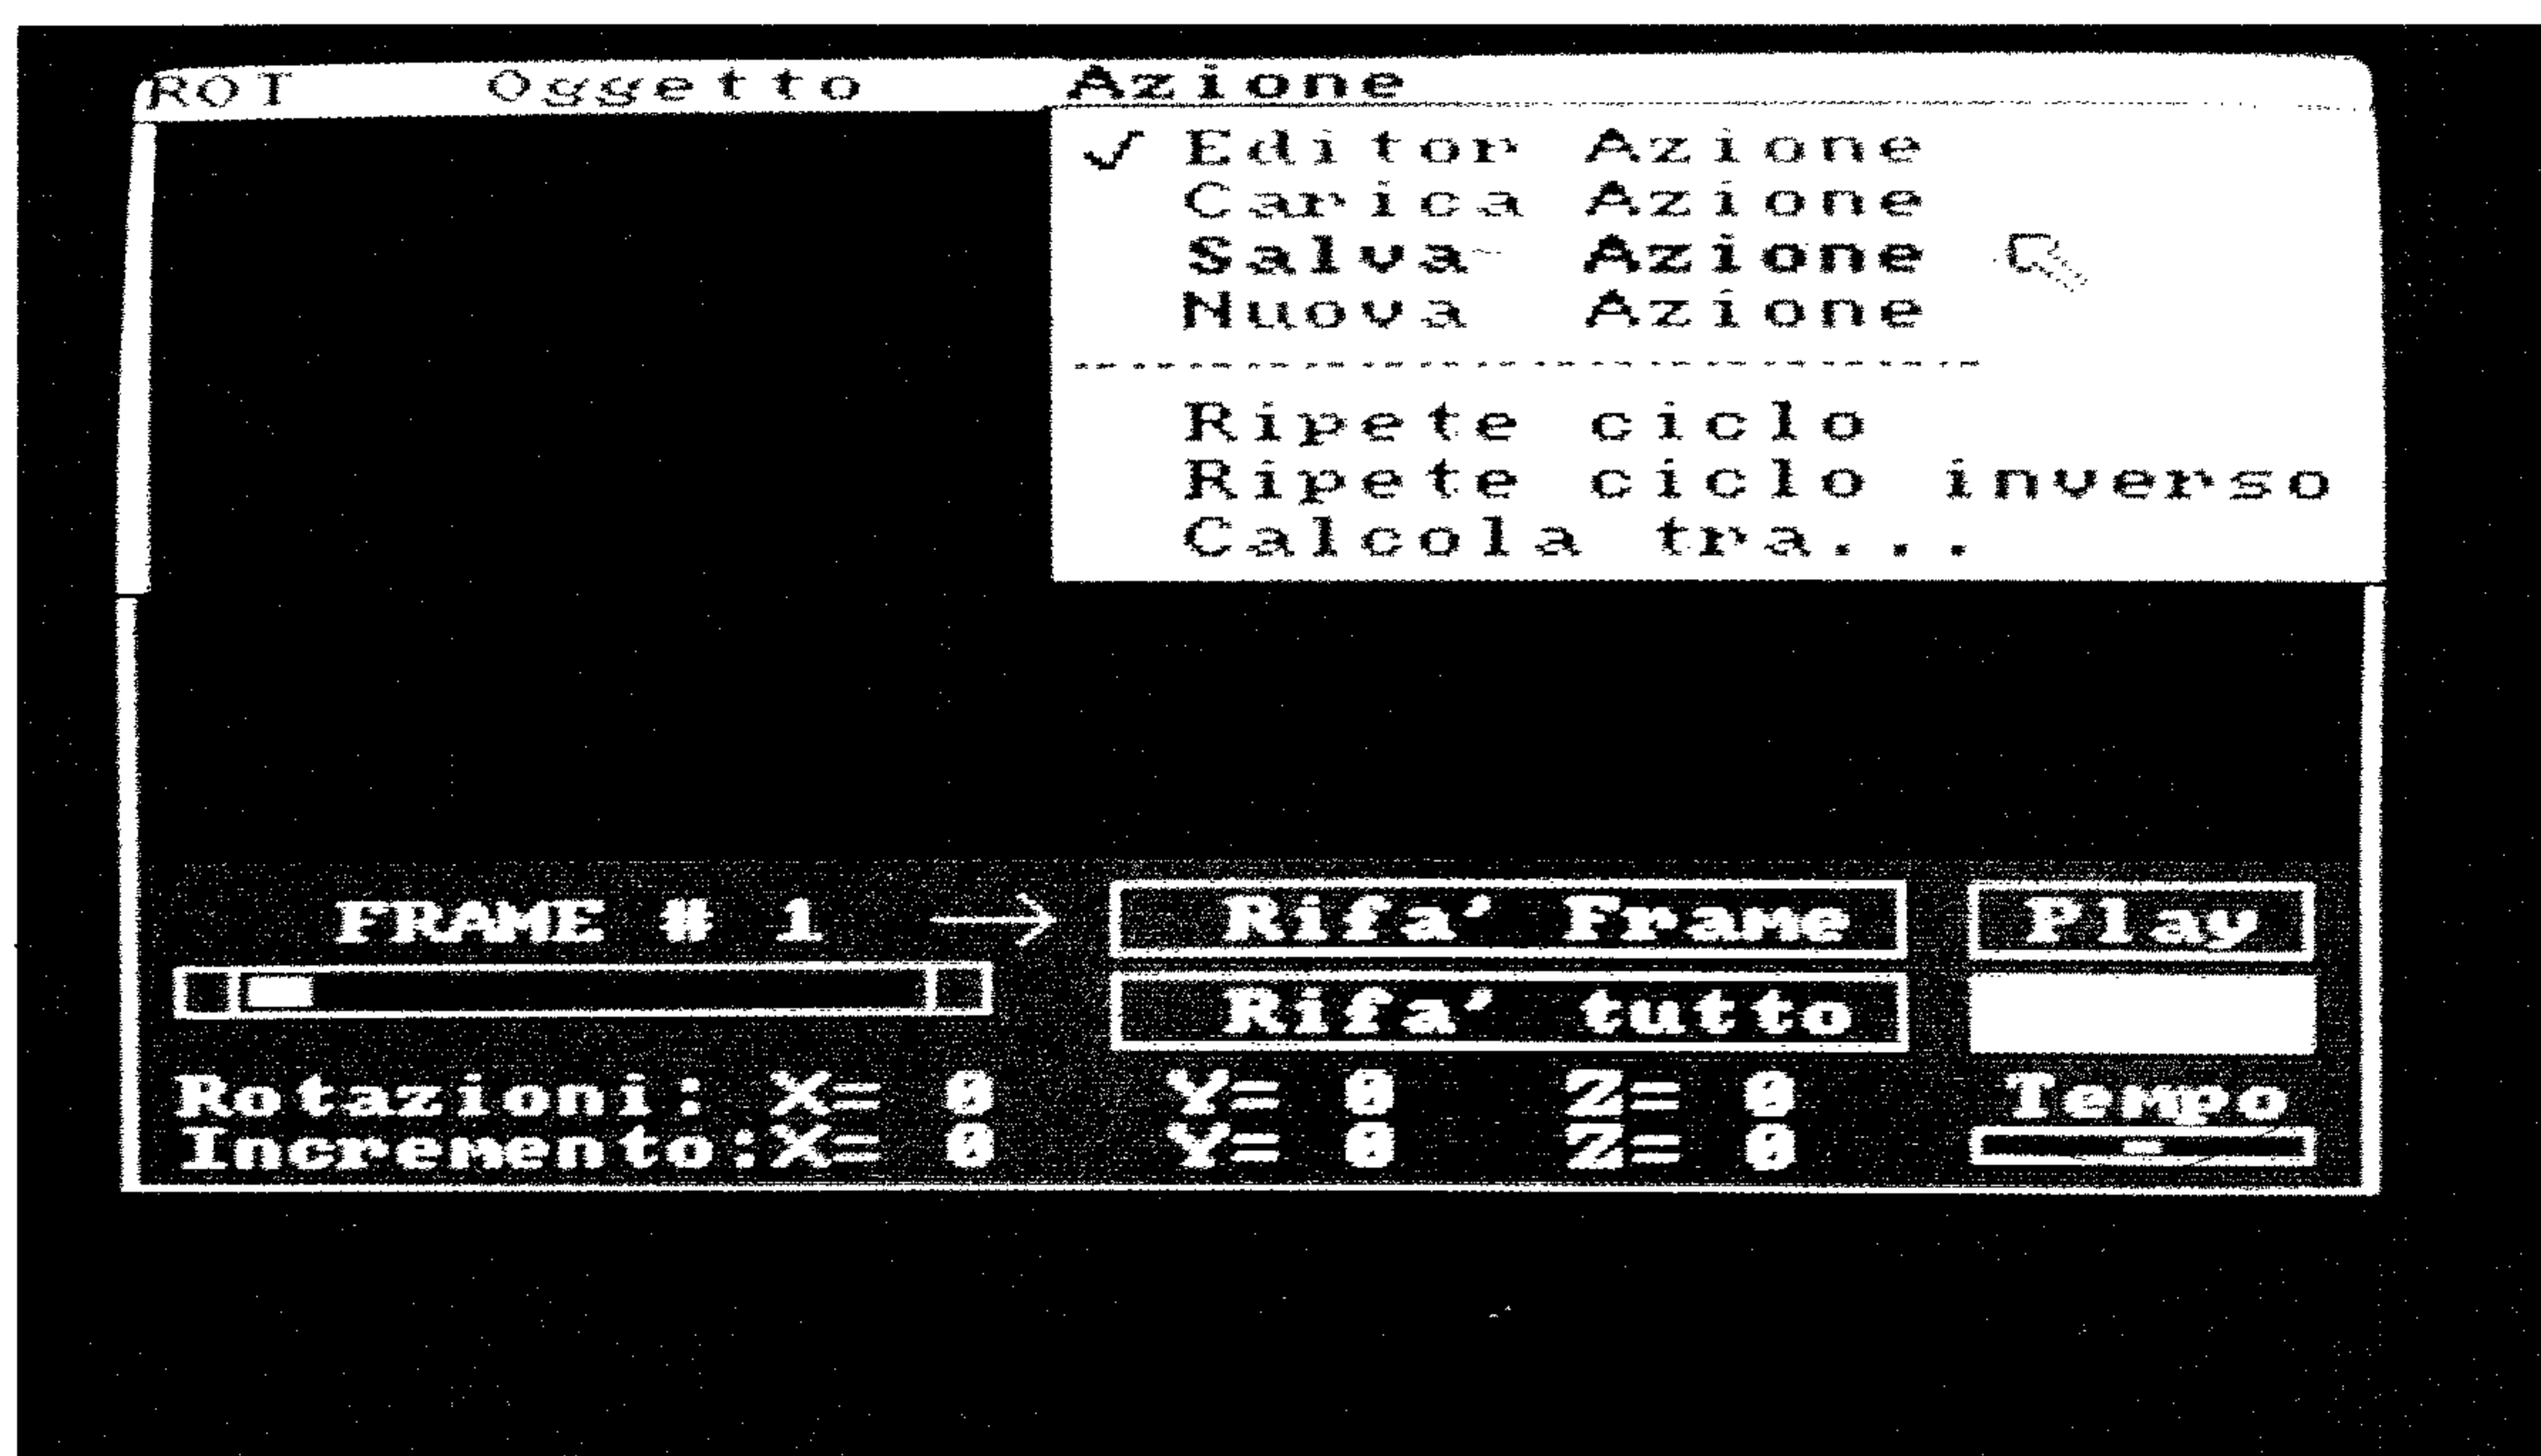 ROT Oggetto Azione
✓ Editor Azione
Carica Azione
Salva Azione
Nuova Azione
--------------------------
Ripete ciclo
Ripete ciclo inverso
Calcola tra...
FRAME # 1 → Rifa' Frame Play
Rifa' tutto
Rotazioni: X= 0 Y= 0 Z= 0 Tempo
Incremento:X= 0 Y= 0 Z= 0